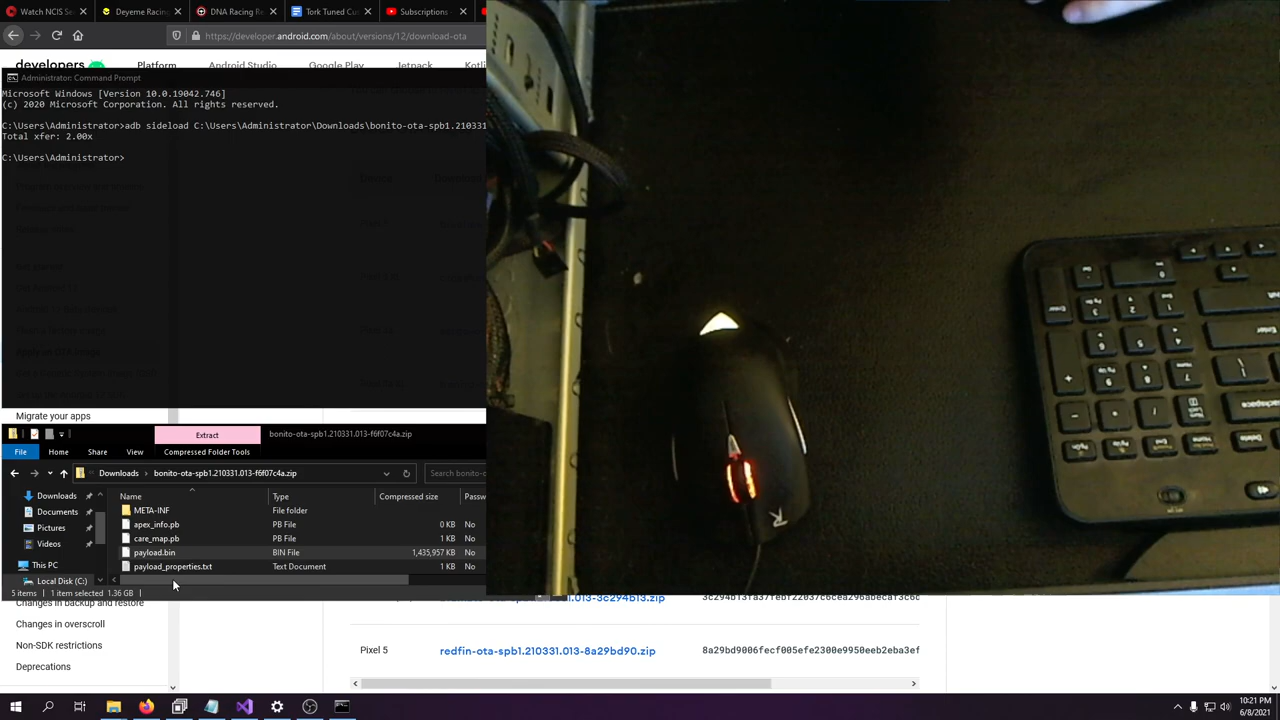 Watch NCIS Se
Deyeme Racing
DNA Racing Re
Tork Tuned Cus
Subscriptions -
https://developer.android.com/about/versions/12/download-ota
developers
Platform
Android Studio
Google Play
Jetpack
Kotli
Administrator: Command Prompt
Microsoft Windows [Version 10.0.19042.746]
(c) 2020 Microsoft Corporation. All rights reserved.
C:\Users\Administrator>adb sideload C:\Users\Administrator\Downloads\bonito-ota-spb1.210331
Total xfer: 2.00x
C:\Users\Administrator>
Migrate your apps
Extract
bonito-ota-spb1.210331.013-f6f07c4a.zip
File
Home
Share
View
Compressed Folder Tools
Downloads > bonito-ota-spb1.210331.013-f6f07c4a.zip
Search bonito-o
Downloads
Documents
Pictures
Videos
This PC
Local Disk (C:)
Name
Type
Compressed size
Passw
META-INF
File folder
apex_info.pb
PB File
0 KB
No
care_map.pb
PB File
1 KB
No
payload.bin
BIN File
1,435,957 KB
No
payload_properties.txt
Text Document
1 KB
No
5 items
1 item selected 1.36 GB
Changes in backup and restore
Changes in overscroll
Non-SDK restrictions
Deprecations
Pixel 5
redfin-ota-spb1.210331.013-8a29bd90.zip
8a29bd9006fecf005efe2300e9950eeb2eba3ef
10:21 PM
6/8/2021